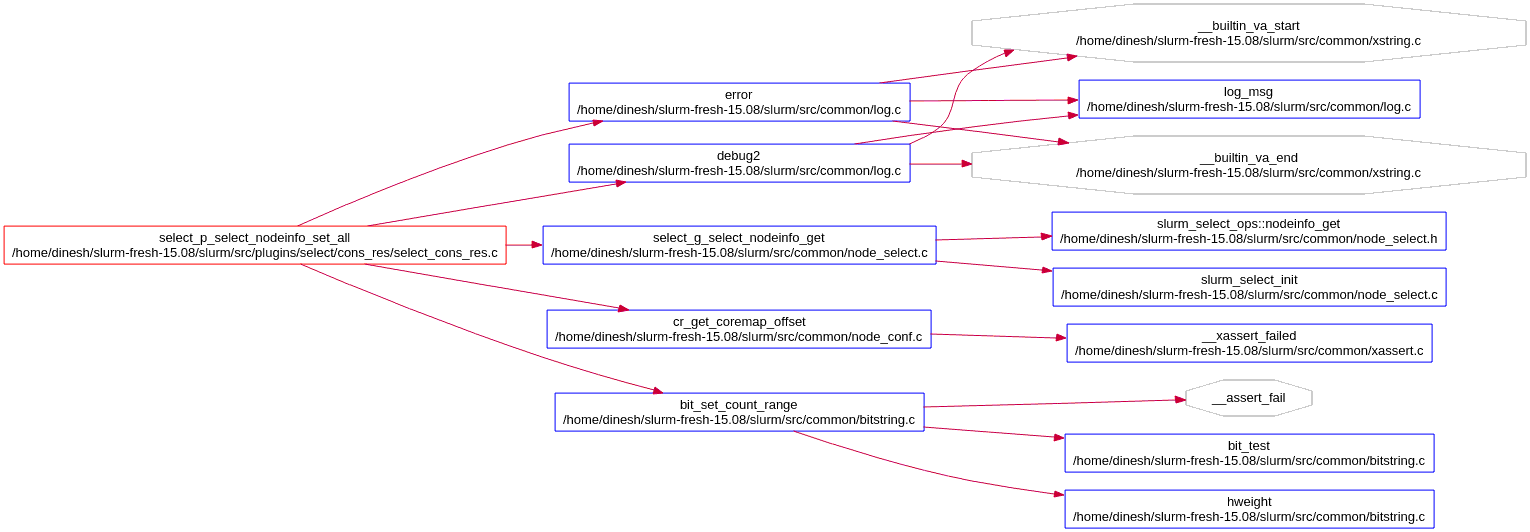 __builtin_va_start
/home/dinesh/slurm-fresh-15.08/slurm/src/common/xstring.c
error
/home/dinesh/slurm-fresh-15.08/slurm/src/common/log.c
log_msg
/home/dinesh/slurm-fresh-15.08/slurm/src/common/log.c
debug2
/home/dinesh/slurm-fresh-15.08/slurm/src/common/log.c
__builtin_va_end
/home/dinesh/slurm-fresh-15.08/slurm/src/common/xstring.c
select_p_select_nodeinfo_set_all
/home/dinesh/slurm-fresh-15.08/slurm/src/plugins/select/cons_res/select_cons_res.c
select_g_select_nodeinfo_get
/home/dinesh/slurm-fresh-15.08/slurm/src/common/node_select.c
slurm_select_ops::nodeinfo_get
/home/dinesh/slurm-fresh-15.08/slurm/src/common/node_select.h
slurm_select_init
/home/dinesh/slurm-fresh-15.08/slurm/src/common/node_select.c
cr_get_coremap_offset
/home/dinesh/slurm-fresh-15.08/slurm/src/common/node_conf.c
__xassert_failed
/home/dinesh/slurm-fresh-15.08/slurm/src/common/xassert.c
bit_set_count_range
/home/dinesh/slurm-fresh-15.08/slurm/src/common/bitstring.c
__assert_fail
bit_test
/home/dinesh/slurm-fresh-15.08/slurm/src/common/bitstring.c
hweight
/home/dinesh/slurm-fresh-15.08/slurm/src/common/bitstring.c